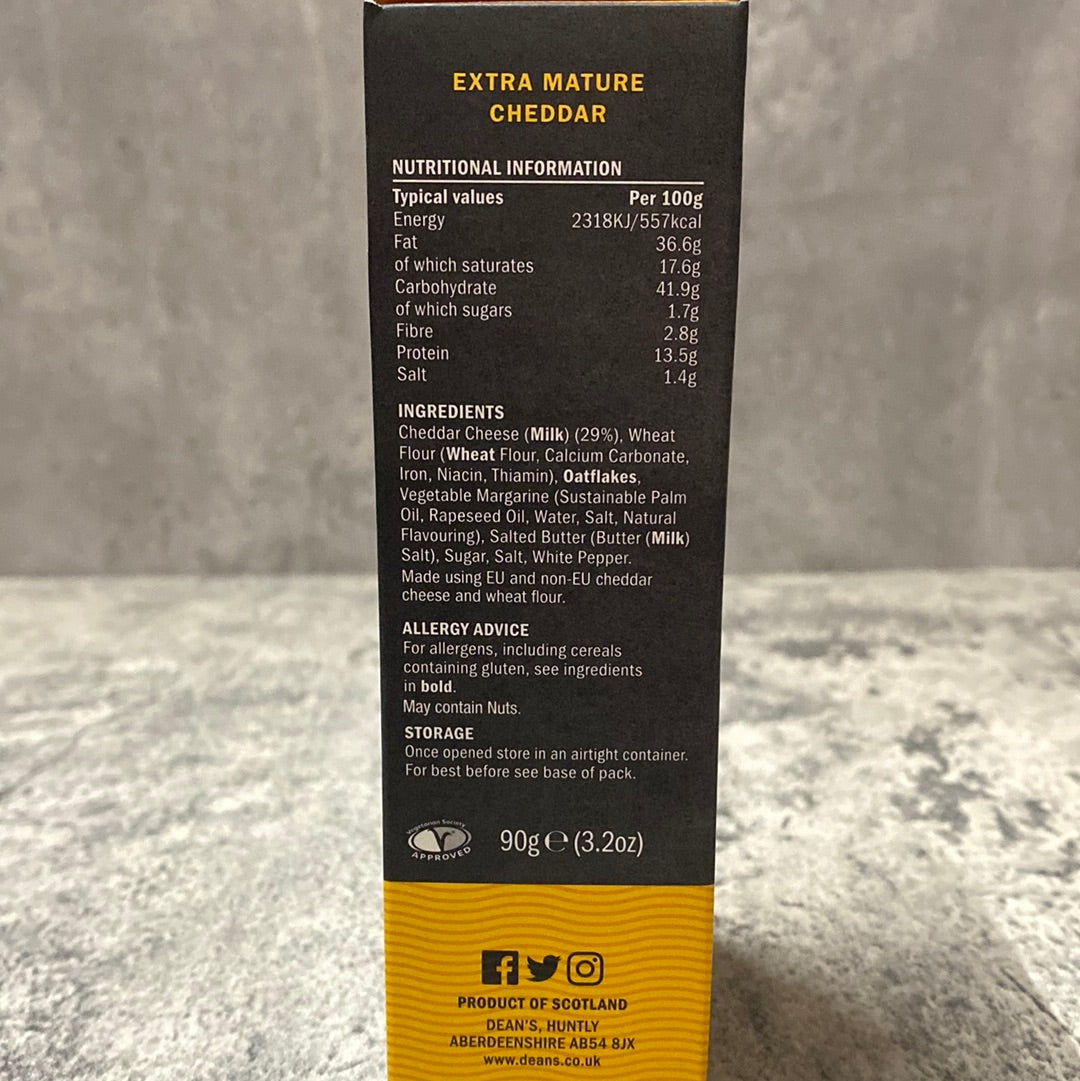 EXTRA MATURE
CHEDDAR
NUTRITIONAL INFORMATION
Typical values Per 100g
Energy 2318KJ/557kcal
Fat 36.6g
of which saturates 17.6g
Carbohydrate 41.9g
of which sugars 1.7g
Fibre 2.8g
Protein 13.5g
Salt 1.4g
INGREDIENTS
Cheddar Cheese (Milk) (29%), Wheat
Flour (Wheat Flour, Calcium Carbonate,
Iron, Niacin, Thiamin), Oatflakes,
Vegetable Margarine (Sustainable Palm
Oil, Rapeseed Oil, Water, Salt, Natural
Flavouring), Salted Butter (Butter (Milk)
Salt), Sugar, Salt, White Pepper.
Made using EU and non-EU cheddar
cheese and wheat flour.
ALLERGY ADVICE
For allergens, including cereals
containing gluten, see ingredients
in bold.
May contain Nuts.
STORAGE
Once opened store in an airtight container.
For best before see base of pack.
Vegetarian Society
APPROVED
90g ℮ (3.2oz)
PRODUCT OF SCOTLAND
DEAN'S, HUNTLY
ABERDEENSHIRE AB54 8JX
www.deans.co.uk